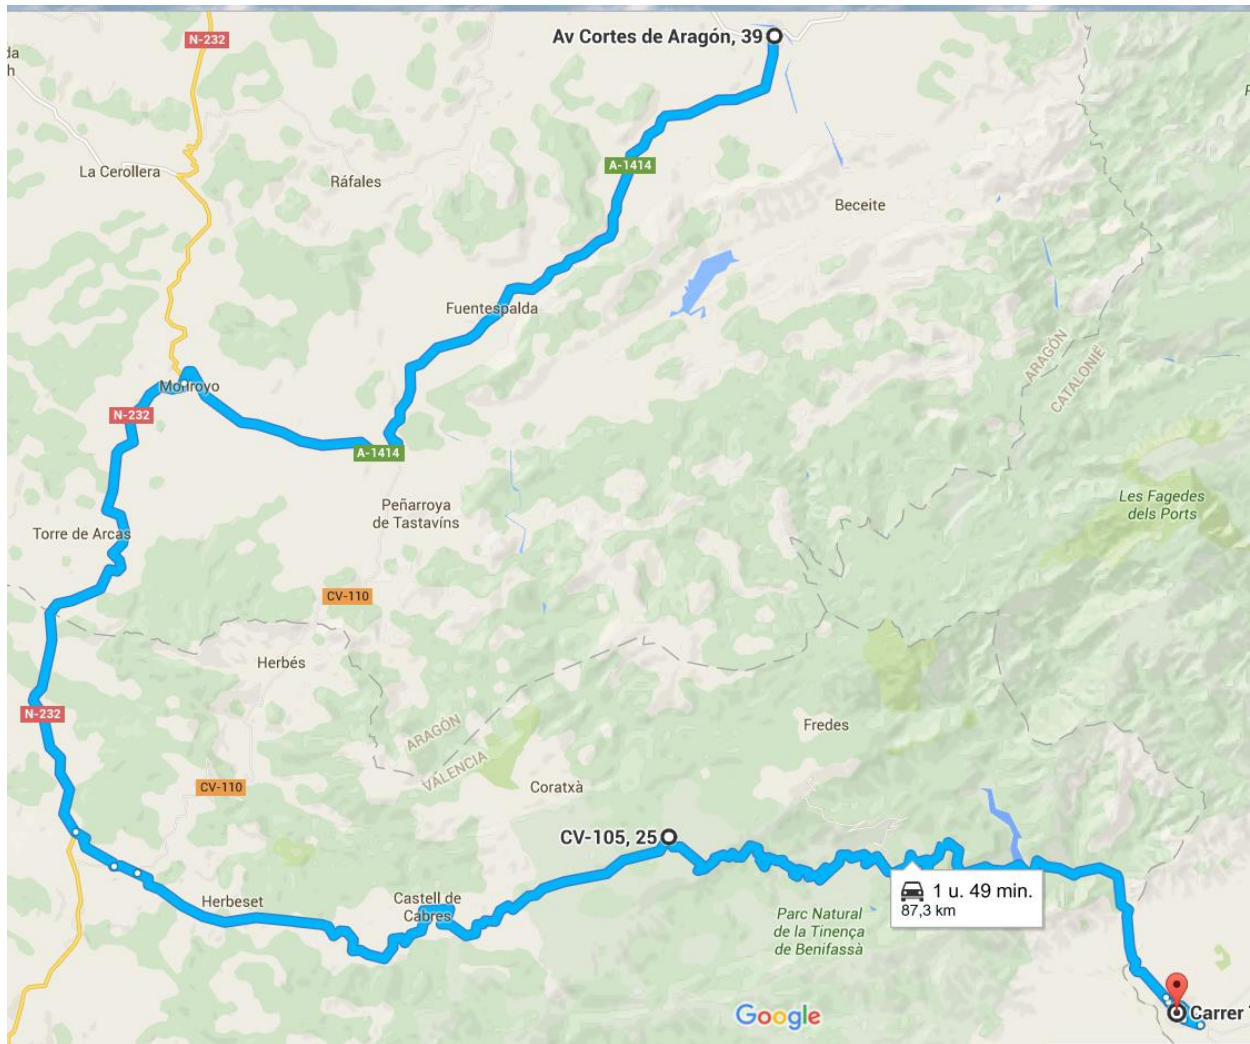 N-232
Av Cortes de Aragón, 39
La Cerollera
Ráfales
A-1414
Beceite
Fuentespalda
ARAGÓN
CATALONIË
Monroyo
N-232
A-1414
Les Fagedes
dels Ports
Peñarroya
de Tastavíns
Torre de Arcas
CV-110
Herbés
N-232
Fredes
ARAGÓN
VALENCIA
CV-110
Coratxà
CV-105, 25
1 u. 49 min.
87,3 km
Herbeset
Castell de
Cabres
Parc Natural
de la Tinença
de Benifassà
Google
Carrer